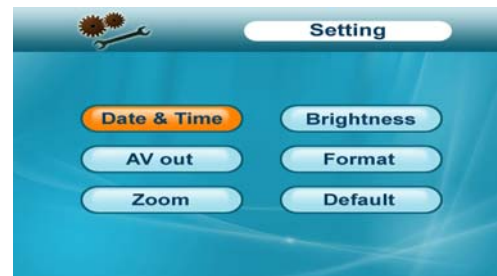 Setting
Date & Time
Brightness
AV out
Format
Zoom
Default